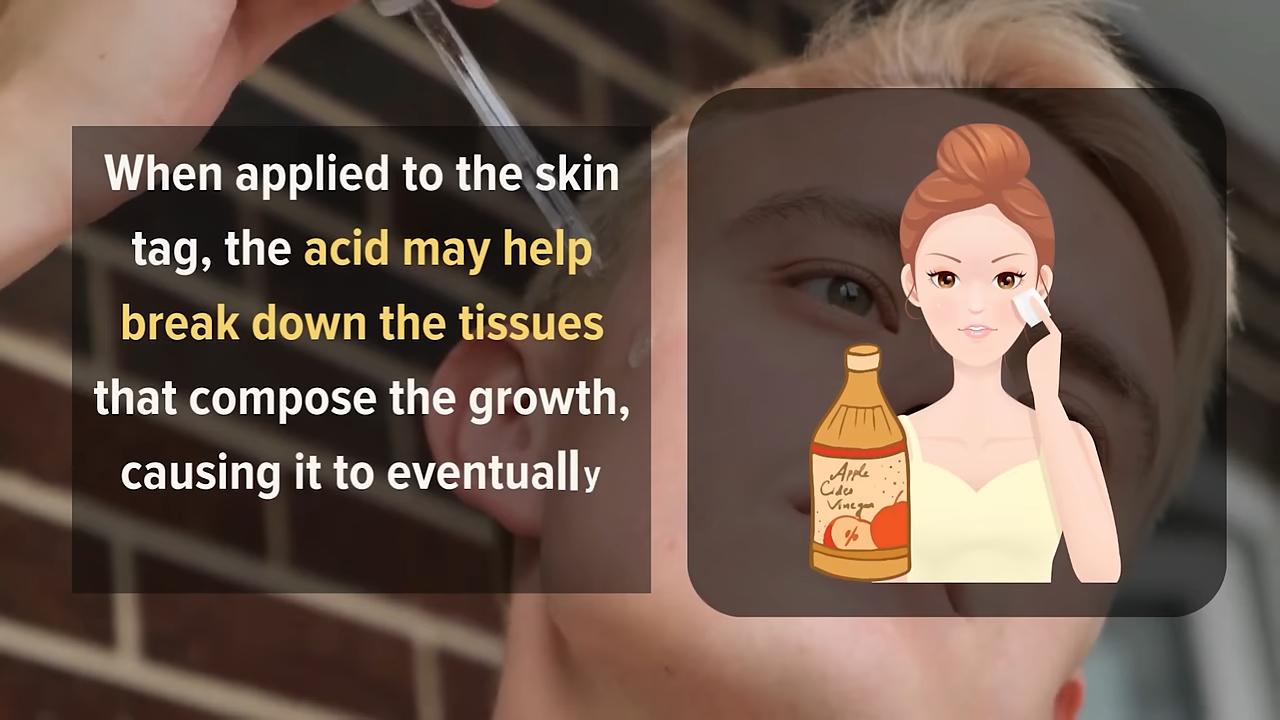 When applied to the skin
tag, the acid may help
break down the tissues
that compose the growth,
causing it to eventually
Apple
Cider
Vinegar